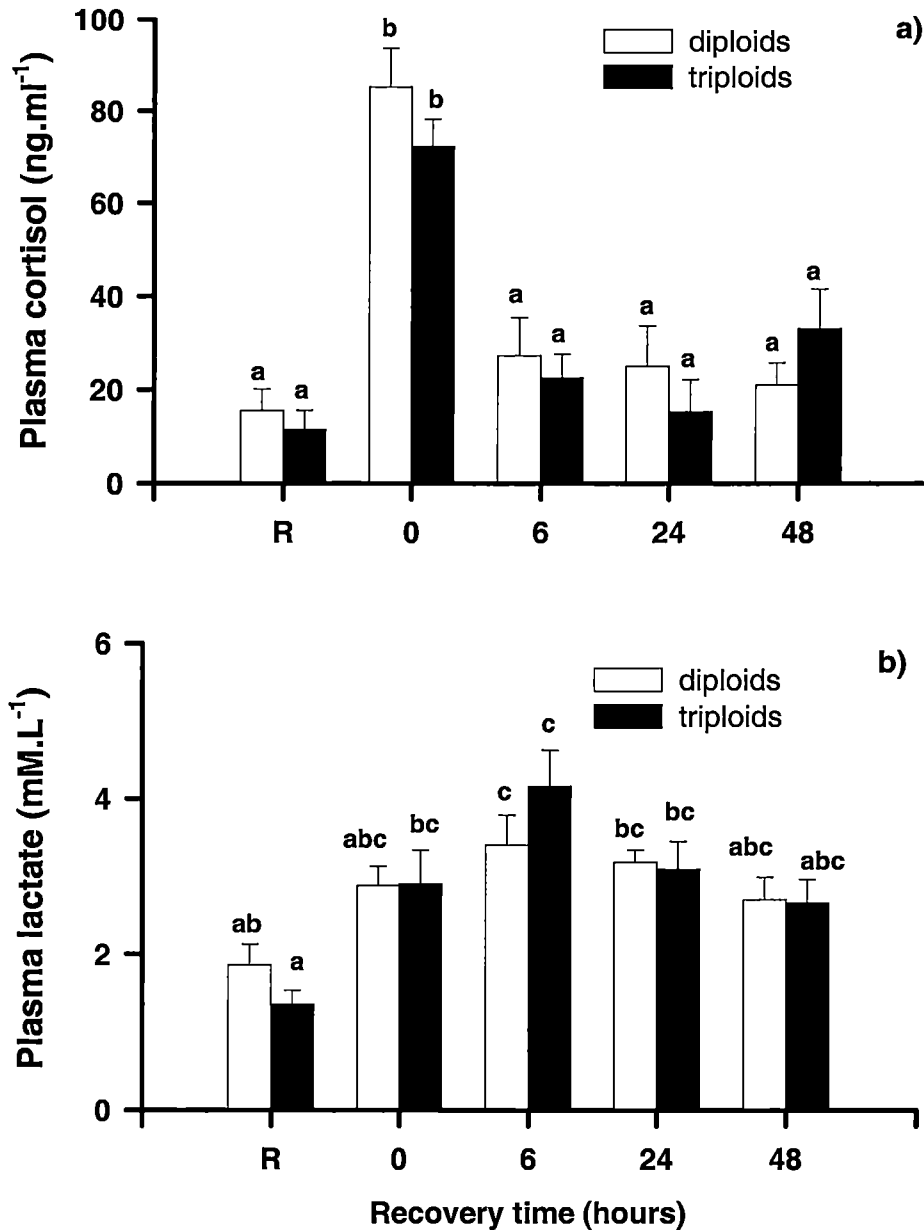 a)
diploids
triploids
Plasma cortisol (ng.ml⁻¹)
100
80
60
40
20
0
b
b
a
a
a
a
a
a
a
a
R 0 6 24 48
b)
diploids
triploids
Plasma lactate (mM.L⁻¹)
6
4
2
0
ab
a
abc
bc
c
c
bc
bc
abc
abc
R 0 6 24 48
Recovery time (hours)